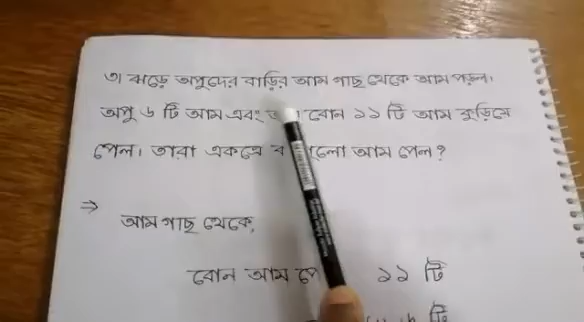 ৩। ঝড়ে অপুদের বাড়ির আম গাছ থেকে আম পড়ল।
অপু ৬ টি আম এবং বোন ১১ টি আম কুড়িয়ে
পেল। তারা একত্রে আম পেল?
⇒ আম গাছ থেকে,
বোন আম ১১ টি
টি